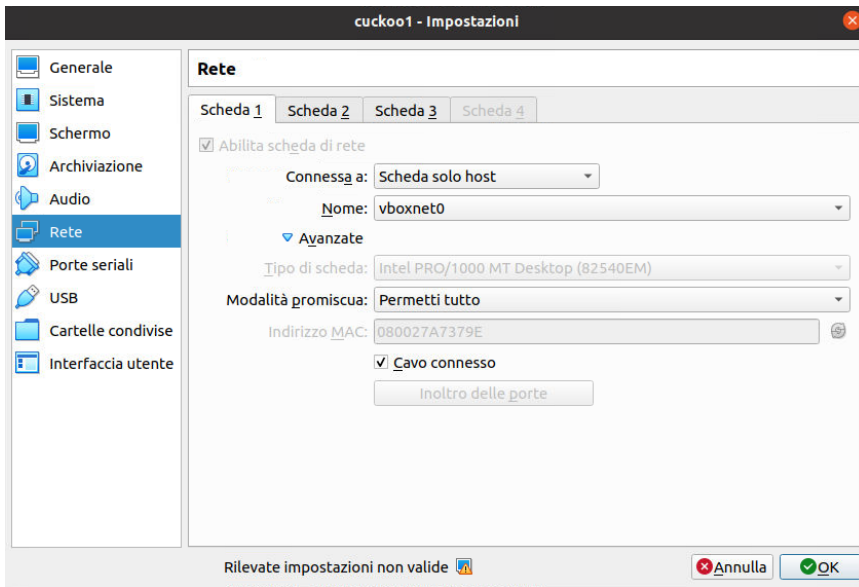 cuckoo1 - Impostazioni
Generale
Sistema
Schermo
Archiviazione
Audio
Rete
Porte seriali
USB
Cartelle condivise
Interfaccia utente
Rete
Scheda 1 Scheda 2 Scheda 3 Scheda 4
Abilita scheda di rete
Connessa a: Scheda solo host
Nome: vboxnet0
Avanzate
Tipo di scheda: Intel PRO/1000 MT Desktop (82540EM)
Modalità promiscua: Permetti tutto
Indirizzo MAC: 080027A7379E
Cavo connesso
Inoltro delle porte
Rilevate impostazioni non valide
Annulla OK